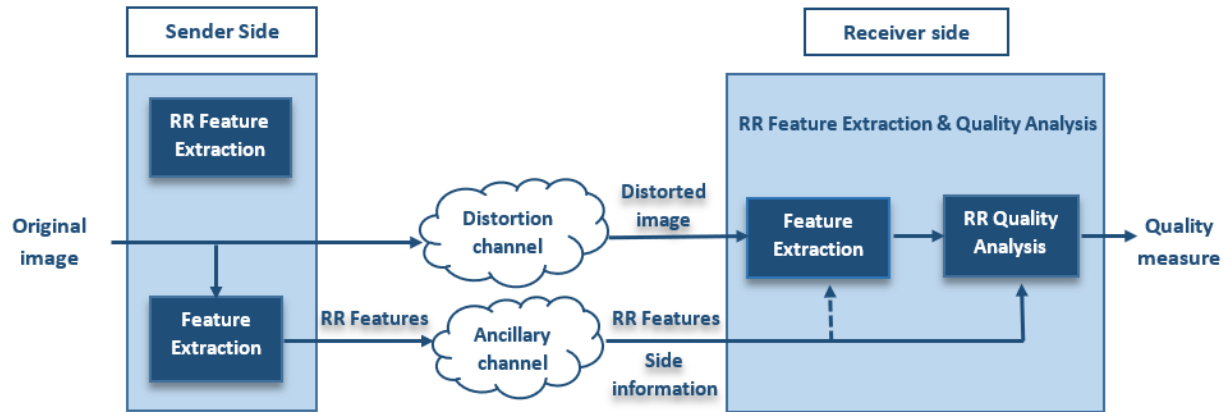 Sender Side
Receiver side
RR Feature
Extraction
RR Feature Extraction & Quality Analysis
Original
image
Distortion
channel
Distorted
image
Feature
Extraction
RR Quality
Analysis
Quality
measure
Feature
Extraction
RR Features
Ancillary
channel
RR Features
Side
information